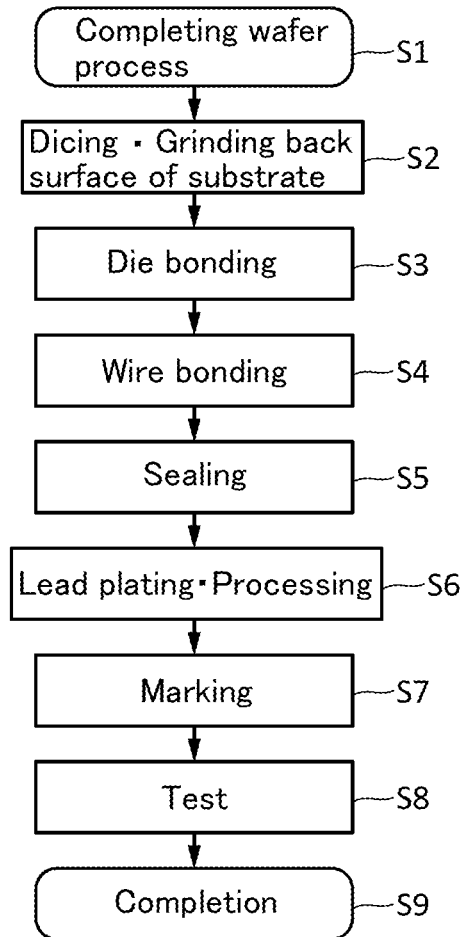 Completing wafer
process
S1
Dicing・Grinding back
surface of substrate
S2
Die bonding
S3
Wire bonding
S4
Sealing
S5
Lead plating・Processing
S6
Marking
S7
Test
S8
Completion
S9